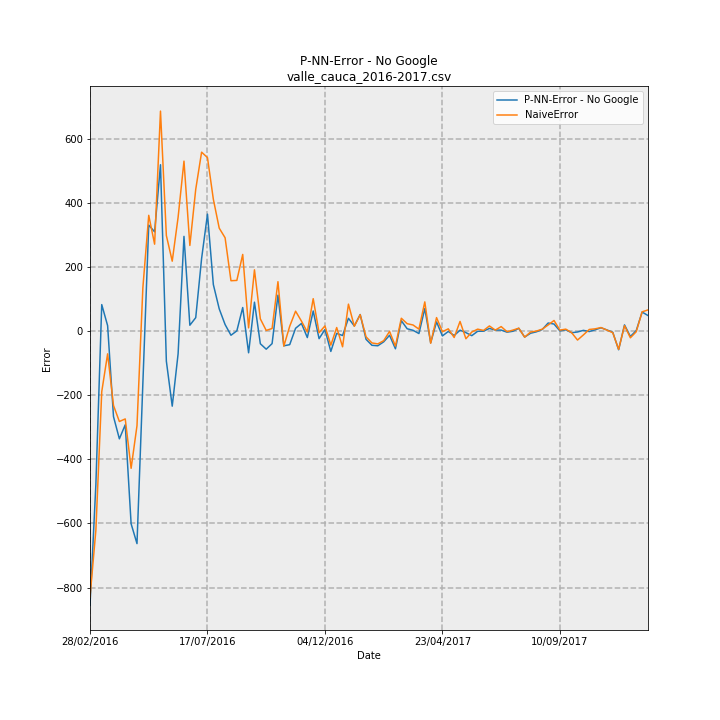 P-NN-Error - No Google
valle_cauca_2016-2017.csv
P-NN-Error - No Google
NaiveError
600
400
200
0
−200
−400
−600
−800
Error
28/02/2016
17/07/2016
04/12/2016
23/04/2017
10/09/2017
Date